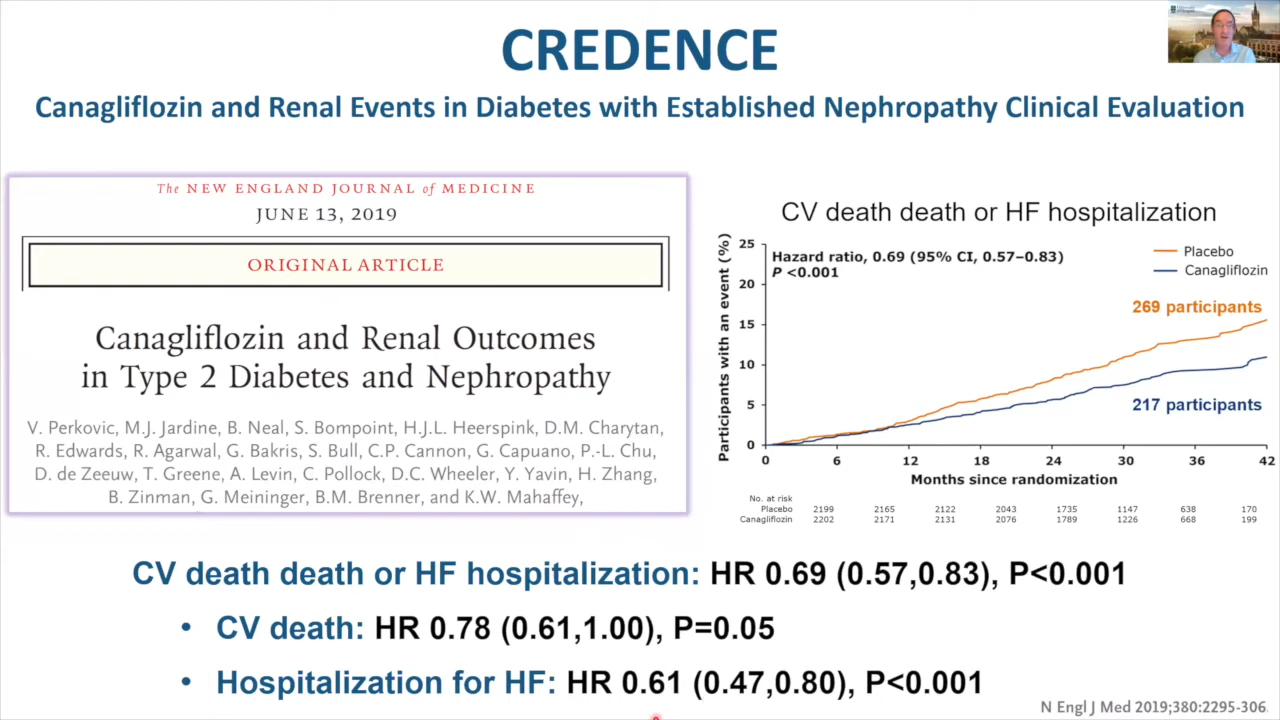 CREDENCE
Canagliflozin and Renal Events in Diabetes with Established Nephropathy Clinical Evaluation
The NEW ENGLAND JOURNAL of MEDICINE
JUNE 13, 2019
ORIGINAL ARTICLE
Canagliflozin and Renal Outcomes
in Type 2 Diabetes and Nephropathy
V. Perkovic, M.J. Jardine, B. Neal, S. Bompoint, H.J.L. Heerspink, D.M. Charytan,
R. Edwards, R. Agarwal, G. Bakris, S. Bull, C.P. Cannon, G. Capuano, P.-L. Chu,
D. de Zeeuw, T. Greene, A. Levin, C. Pollock, D.C. Wheeler, Y. Yavin, H. Zhang,
B. Zinman, G. Meininger, B.M. Brenner, and K.W. Mahaffey,
CV death death or HF hospitalization
Participants with an event (%)
25
20
15
10
5
0
Hazard ratio, 0.69 (95% CI, 0.57–0.83)
P <0.001
Placebo
Canagliflozin
269 participants
217 participants
0 6 12 18 24 30 36 42
Months since randomization
No. at risk
Placebo 2199 2165 2122 2043 1735 1147 638 170
Canagliflozin 2202 2171 2131 2076 1789 1226 668 199
CV death death or HF hospitalization: HR 0.69 (0.57,0.83), P<0.001
• CV death: HR 0.78 (0.61,1.00), P=0.05
• Hospitalization for HF: HR 0.61 (0.47,0.80), P<0.001
N Engl J Med 2019;380:2295-306.